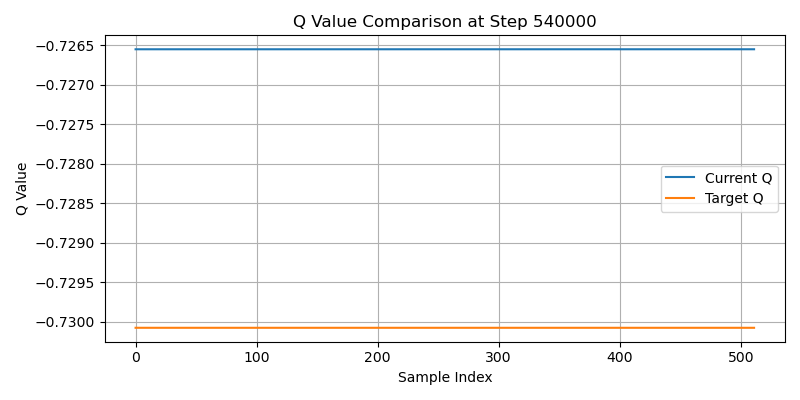 Q Value Comparison at Step 540000
−0.7265
−0.7270
−0.7275
−0.7280
−0.7285
−0.7290
−0.7295
−0.7300
Q Value
Current Q
Target Q
0 100 200 300 400 500
Sample Index